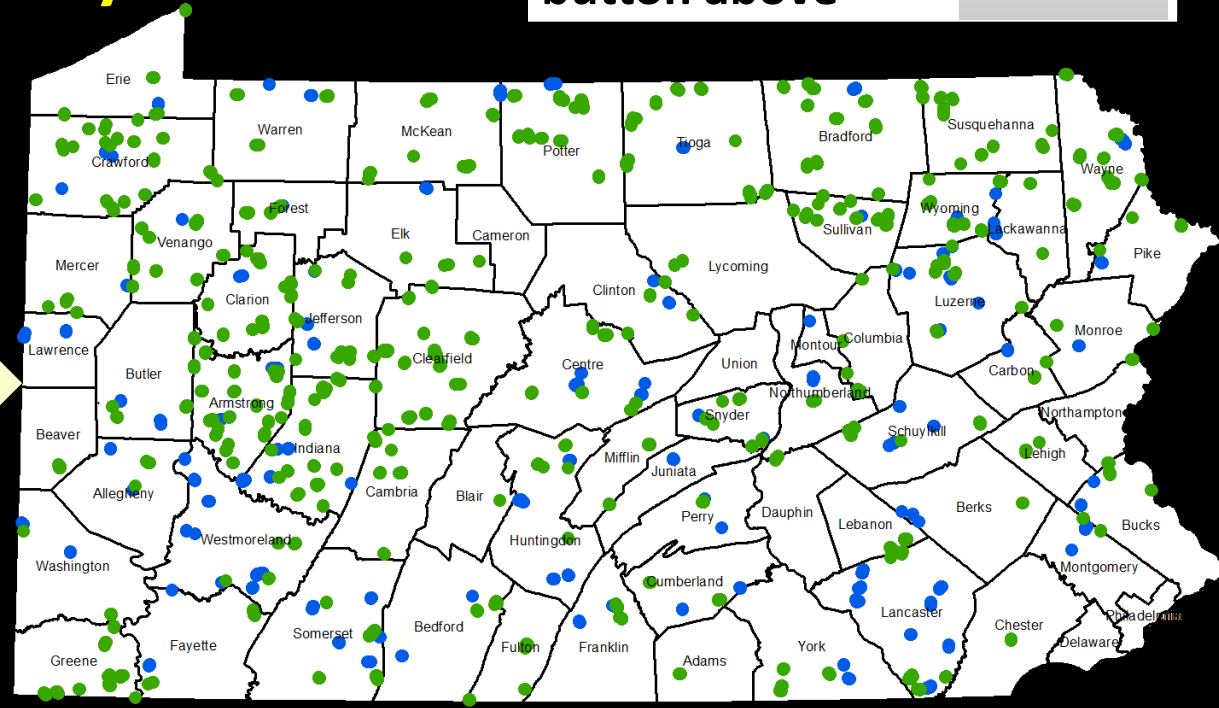 button above
Erie
Warren
McKean
Potter
Tioga
Bradford
Susquehanna
Wayne
Crawford
Forest
Wyoming
Lackawanna
Venango
Elk
Cameron
Sullivan
Mercer
Lycoming
Pike
Clarion
Clinton
Luzerne
Jefferson
Lawrence
Clearfield
Centre
Union
Montour
Columbia
Monroe
Butler
Carbon
Armstrong
Northumberland
Snyder
Northampton
Beaver
Schuylkill
Indiana
Mifflin
Juniata
Lehigh
Allegheny
Cambria
Blair
Perry
Dauphin
Lebanon
Berks
Bucks
Westmoreland
Huntingdon
Washington
Cumberland
Montgomery
Lancaster
Philadelphia
Chester
Somerset
Bedford
Fayette
Fulton
Franklin
York
Delaware
Greene
Adams